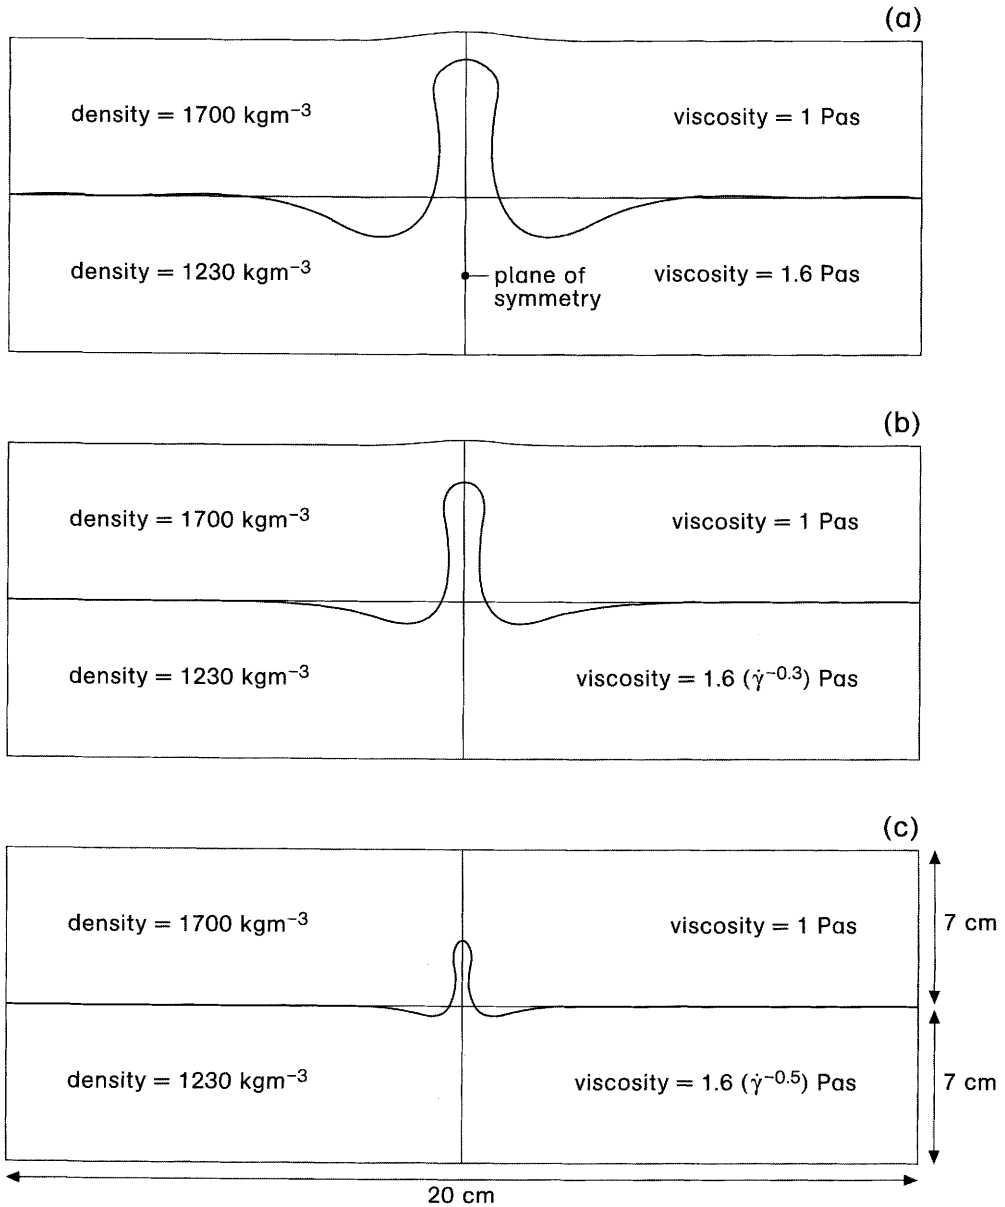 (a)
density = 1700 kgm⁻³
viscosity = 1 Pas
density = 1230 kgm⁻³
plane of
symmetry
viscosity = 1.6 Pas
(b)
density = 1700 kgm⁻³
viscosity = 1 Pas
density = 1230 kgm⁻³
viscosity = 1.6 (γ̇⁻⁰·³) Pas
(c)
density = 1700 kgm⁻³
viscosity = 1 Pas
7 cm
density = 1230 kgm⁻³
viscosity = 1.6 (γ̇⁻⁰·⁵) Pas
7 cm
20 cm